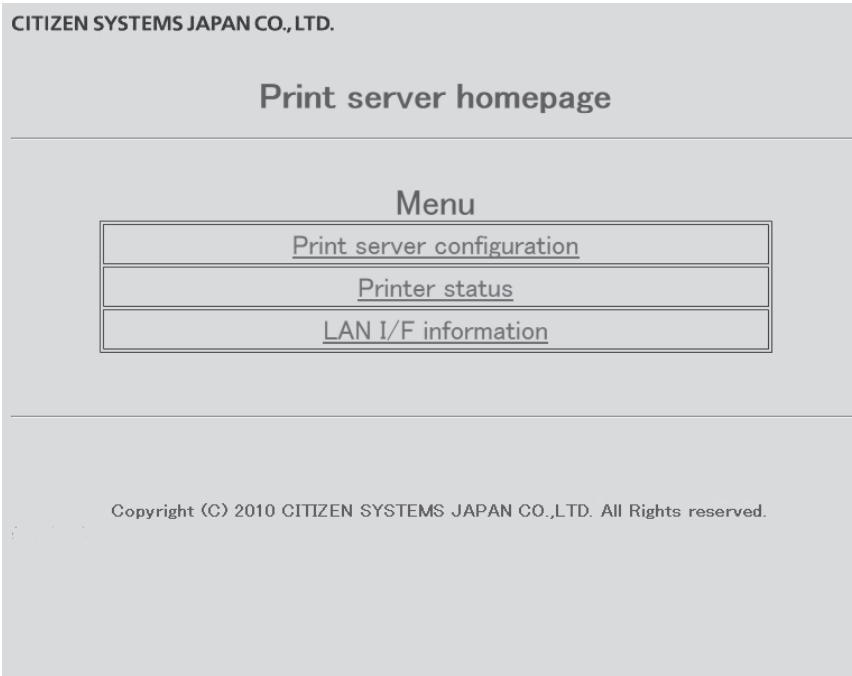 CITIZEN SYSTEMS JAPAN CO., LTD.
Print server homepage
Menu
Print server configuration
Printer status
LAN I/F information
Copyright (C) 2010 CITIZEN SYSTEMS JAPAN CO.,LTD. All Rights reserved.